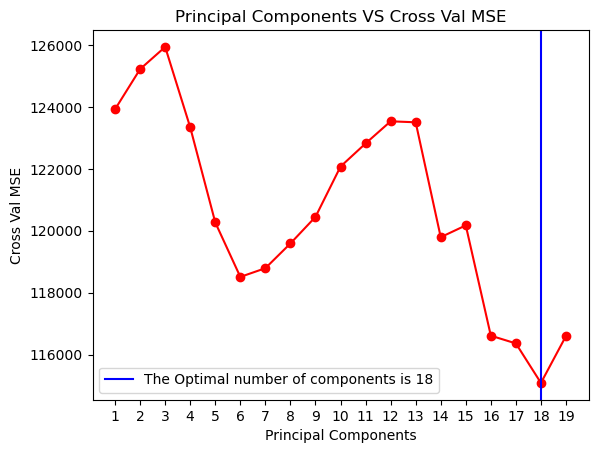 Principal Components VS Cross Val MSE
126000
124000
122000
120000
118000
116000
Cross Val MSE
The Optimal number of components is 18
1 2 3 4 5 6 7 8 9 10 11 12 13 14 15 16 17 18 19
Principal Components